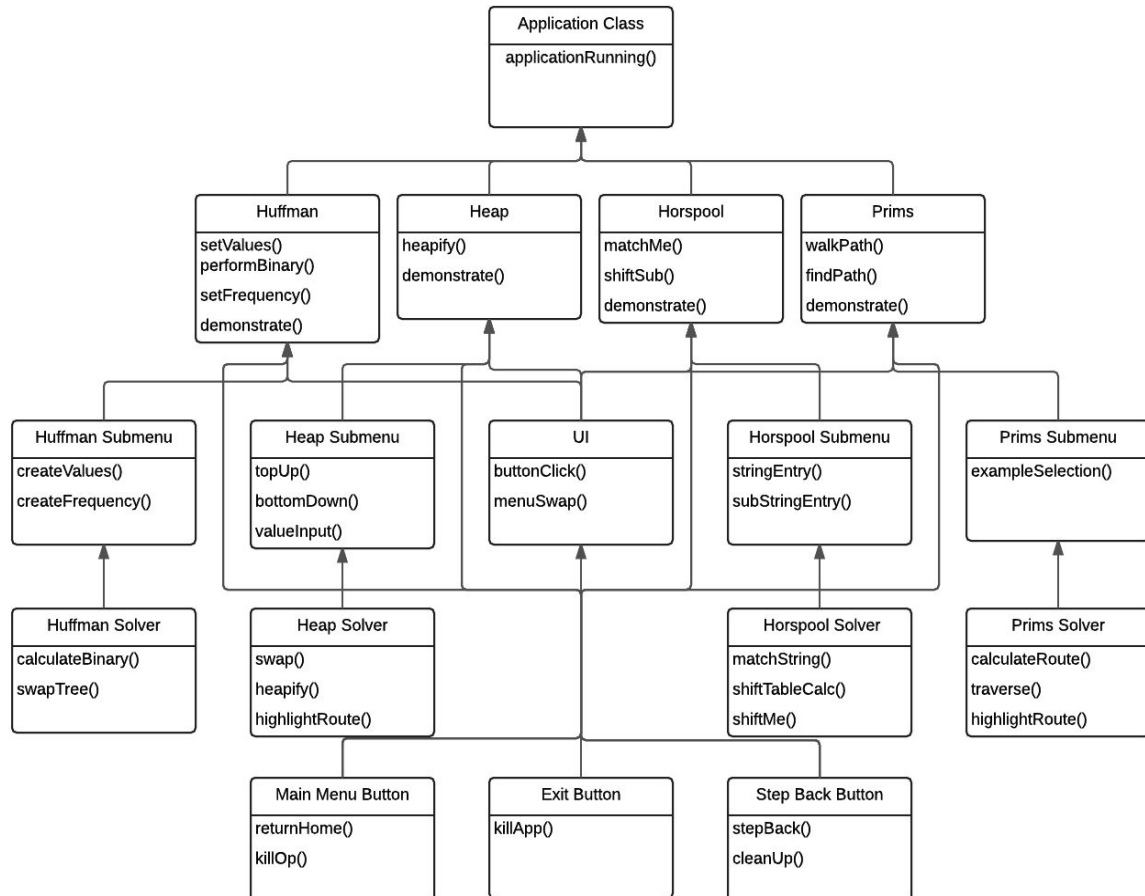 Application Class
applicationRunning()
Huffman
setValues()
performBinary()
setFrequency()
demonstrate()
Heap
heapify()
demonstrate()
Horspool
matchMe()
shiftSub()
demonstrate()
Prims
walkPath()
findPath()
demonstrate()
Huffman Submenu
createValues()
createFrequency()
Heap Submenu
topUp()
bottomDown()
valueInput()
UI
buttonClick()
menuSwap()
Horspool Submenu
stringEntry()
subStringEntry()
Prims Submenu
exampleSelection()
Huffman Solver
calculateBinary()
swapTree()
Heap Solver
swap()
heapify()
highlightRoute()
Horspool Solver
matchString()
shiftTableCalc()
shiftMe()
Prims Solver
calculateRoute()
traverse()
highlightRoute()
Main Menu Button
returnHome()
killOp()
Exit Button
killApp()
Step Back Button
stepBack()
cleanUp()